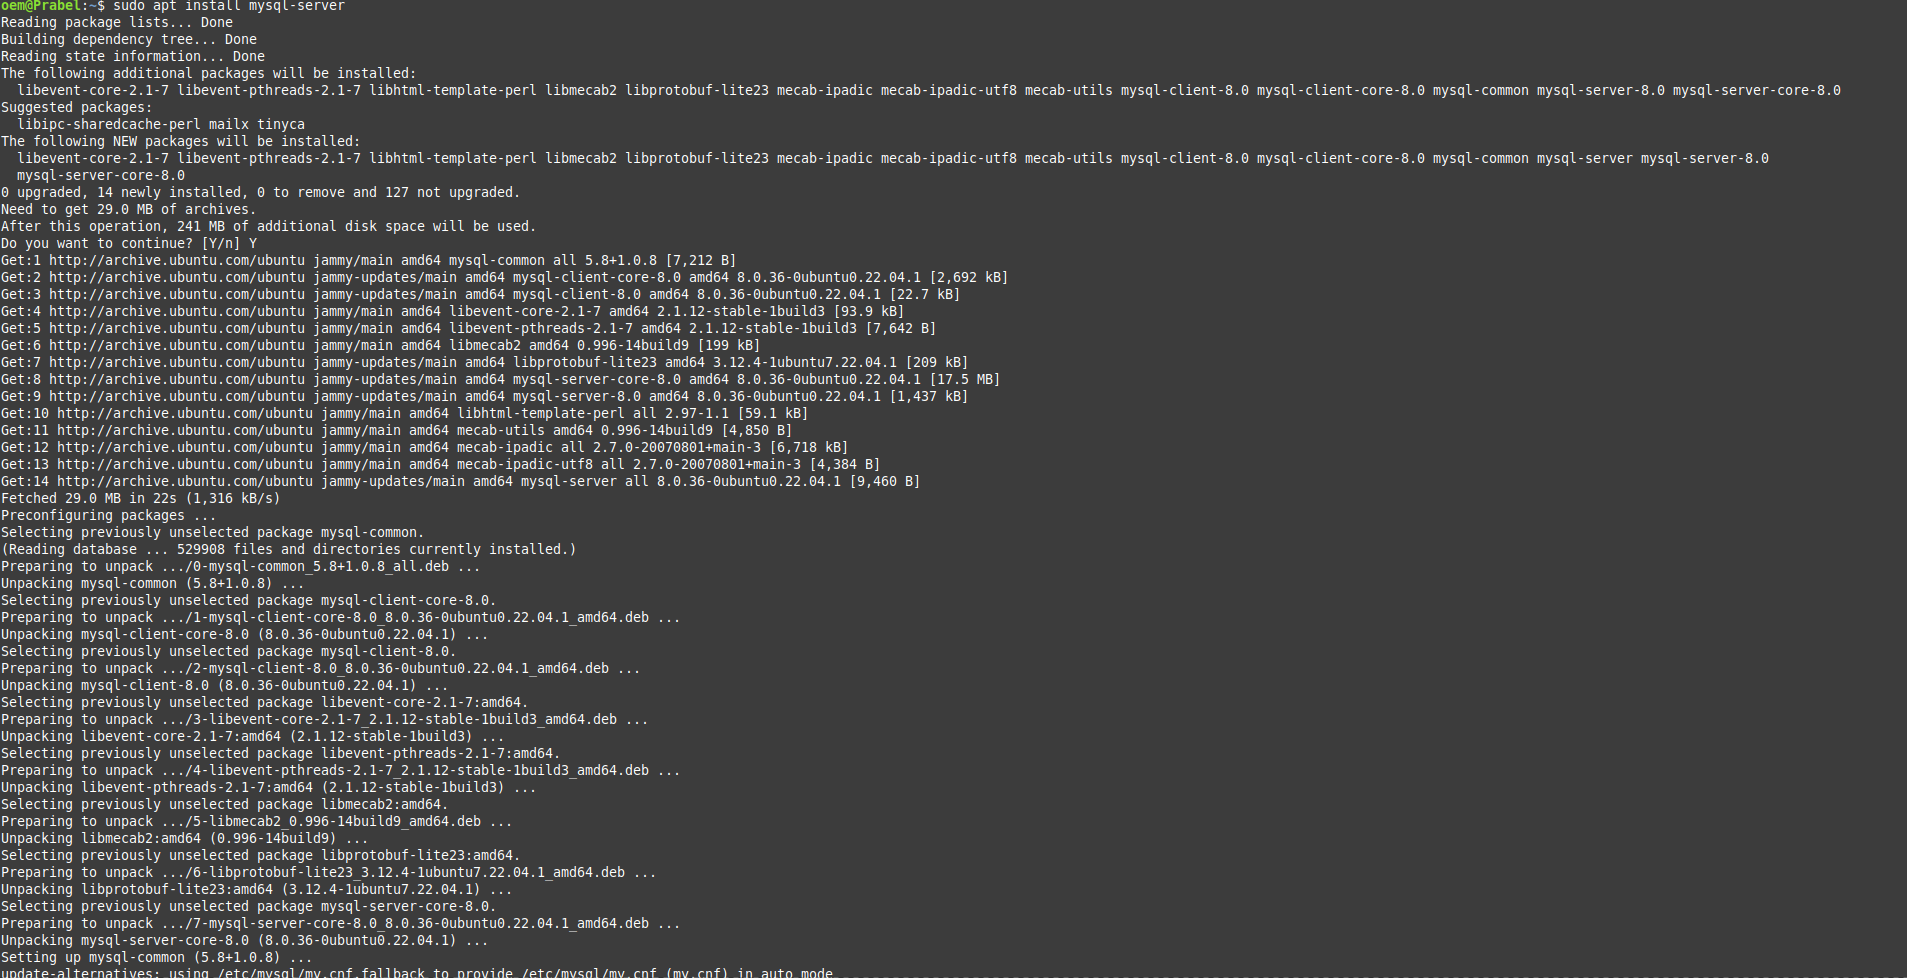 oem@Prabel:~$ sudo apt install mysql-server
Reading package lists... Done
Building dependency tree... Done
Reading state information... Done
The following additional packages will be installed:
  libevent-core-2.1-7 libevent-pthreads-2.1-7 libhtml-template-perl libmecab2 libprotobuf-lite23 mecab-ipadic mecab-ipadic-utf8 mecab-utils mysql-client-8.0 mysql-client-core-8.0 mysql-common mysql-server-8.0 mysql-server-core-8.0
Suggested packages:
  libipc-sharedcache-perl mailx tinyca
The following NEW packages will be installed:
  libevent-core-2.1-7 libevent-pthreads-2.1-7 libhtml-template-perl libmecab2 libprotobuf-lite23 mecab-ipadic mecab-ipadic-utf8 mecab-utils mysql-client-8.0 mysql-client-core-8.0 mysql-common mysql-server mysql-server-8.0
  mysql-server-core-8.0
0 upgraded, 14 newly installed, 0 to remove and 127 not upgraded.
Need to get 29.0 MB of archives.
After this operation, 241 MB of additional disk space will be used.
Do you want to continue? [Y/n] Y
Get:1 http://archive.ubuntu.com/ubuntu jammy/main amd64 mysql-common all 5.8+1.0.8 [7,212 B]
Get:2 http://archive.ubuntu.com/ubuntu jammy-updates/main amd64 mysql-client-core-8.0 amd64 8.0.36-0ubuntu0.22.04.1 [2,692 kB]
Get:3 http://archive.ubuntu.com/ubuntu jammy-updates/main amd64 mysql-client-8.0 amd64 8.0.36-0ubuntu0.22.04.1 [22.7 kB]
Get:4 http://archive.ubuntu.com/ubuntu jammy/main amd64 libevent-core-2.1-7 amd64 2.1.12-stable-1build3 [93.9 kB]
Get:5 http://archive.ubuntu.com/ubuntu jammy/main amd64 libevent-pthreads-2.1-7 amd64 2.1.12-stable-1build3 [7,642 B]
Get:6 http://archive.ubuntu.com/ubuntu jammy/main amd64 libmecab2 amd64 0.996-14build9 [199 kB]
Get:7 http://archive.ubuntu.com/ubuntu jammy-updates/main amd64 libprotobuf-lite23 amd64 3.12.4-1ubuntu7.22.04.1 [209 kB]
Get:8 http://archive.ubuntu.com/ubuntu jammy-updates/main amd64 mysql-server-core-8.0 amd64 8.0.36-0ubuntu0.22.04.1 [17.5 MB]
Get:9 http://archive.ubuntu.com/ubuntu jammy-updates/main amd64 mysql-server-8.0 amd64 8.0.36-0ubuntu0.22.04.1 [1,437 kB]
Get:10 http://archive.ubuntu.com/ubuntu jammy/main amd64 libhtml-template-perl all 2.97-1.1 [59.1 kB]
Get:11 http://archive.ubuntu.com/ubuntu jammy/main amd64 mecab-utils amd64 0.996-14build9 [4,850 B]
Get:12 http://archive.ubuntu.com/ubuntu jammy/main amd64 mecab-ipadic all 2.7.0-20070801+main-3 [6,718 kB]
Get:13 http://archive.ubuntu.com/ubuntu jammy/main amd64 mecab-ipadic-utf8 all 2.7.0-20070801+main-3 [4,384 B]
Get:14 http://archive.ubuntu.com/ubuntu jammy-updates/main amd64 mysql-server all 8.0.36-0ubuntu0.22.04.1 [9,460 B]
Fetched 29.0 MB in 22s (1,316 kB/s)
Preconfiguring packages ...
Selecting previously unselected package mysql-common.
(Reading database ... 529908 files and directories currently installed.)
Preparing to unpack .../0-mysql-common_5.8+1.0.8_all.deb ...
Unpacking mysql-common (5.8+1.0.8) ...
Selecting previously unselected package mysql-client-core-8.0.
Preparing to unpack .../1-mysql-client-core-8.0_8.0.36-0ubuntu0.22.04.1_amd64.deb ...
Unpacking mysql-client-core-8.0 (8.0.36-0ubuntu0.22.04.1) ...
Selecting previously unselected package mysql-client-8.0.
Preparing to unpack .../2-mysql-client-8.0_8.0.36-0ubuntu0.22.04.1_amd64.deb ...
Unpacking mysql-client-8.0 (8.0.36-0ubuntu0.22.04.1) ...
Selecting previously unselected package libevent-core-2.1-7:amd64.
Preparing to unpack .../3-libevent-core-2.1-7_2.1.12-stable-1build3_amd64.deb ...
Unpacking libevent-core-2.1-7:amd64 (2.1.12-stable-1build3) ...
Selecting previously unselected package libevent-pthreads-2.1-7:amd64.
Preparing to unpack .../4-libevent-pthreads-2.1-7_2.1.12-stable-1build3_amd64.deb ...
Unpacking libevent-pthreads-2.1-7:amd64 (2.1.12-stable-1build3) ...
Selecting previously unselected package libmecab2:amd64.
Preparing to unpack .../5-libmecab2_0.996-14build9_amd64.deb ...
Unpacking libmecab2:amd64 (0.996-14build9) ...
Selecting previously unselected package libprotobuf-lite23:amd64.
Preparing to unpack .../6-libprotobuf-lite23_3.12.4-1ubuntu7.22.04.1_amd64.deb ...
Unpacking libprotobuf-lite23:amd64 (3.12.4-1ubuntu7.22.04.1) ...
Selecting previously unselected package mysql-server-core-8.0.
Preparing to unpack .../7-mysql-server-core-8.0_8.0.36-0ubuntu0.22.04.1_amd64.deb ...
Unpacking mysql-server-core-8.0 (8.0.36-0ubuntu0.22.04.1) ...
Setting up mysql-common (5.8+1.0.8) ...
update-alternatives: using /etc/mysql/my.cnf.fallback to provide /etc/mysql/my.cnf (my.cnf) in auto mode